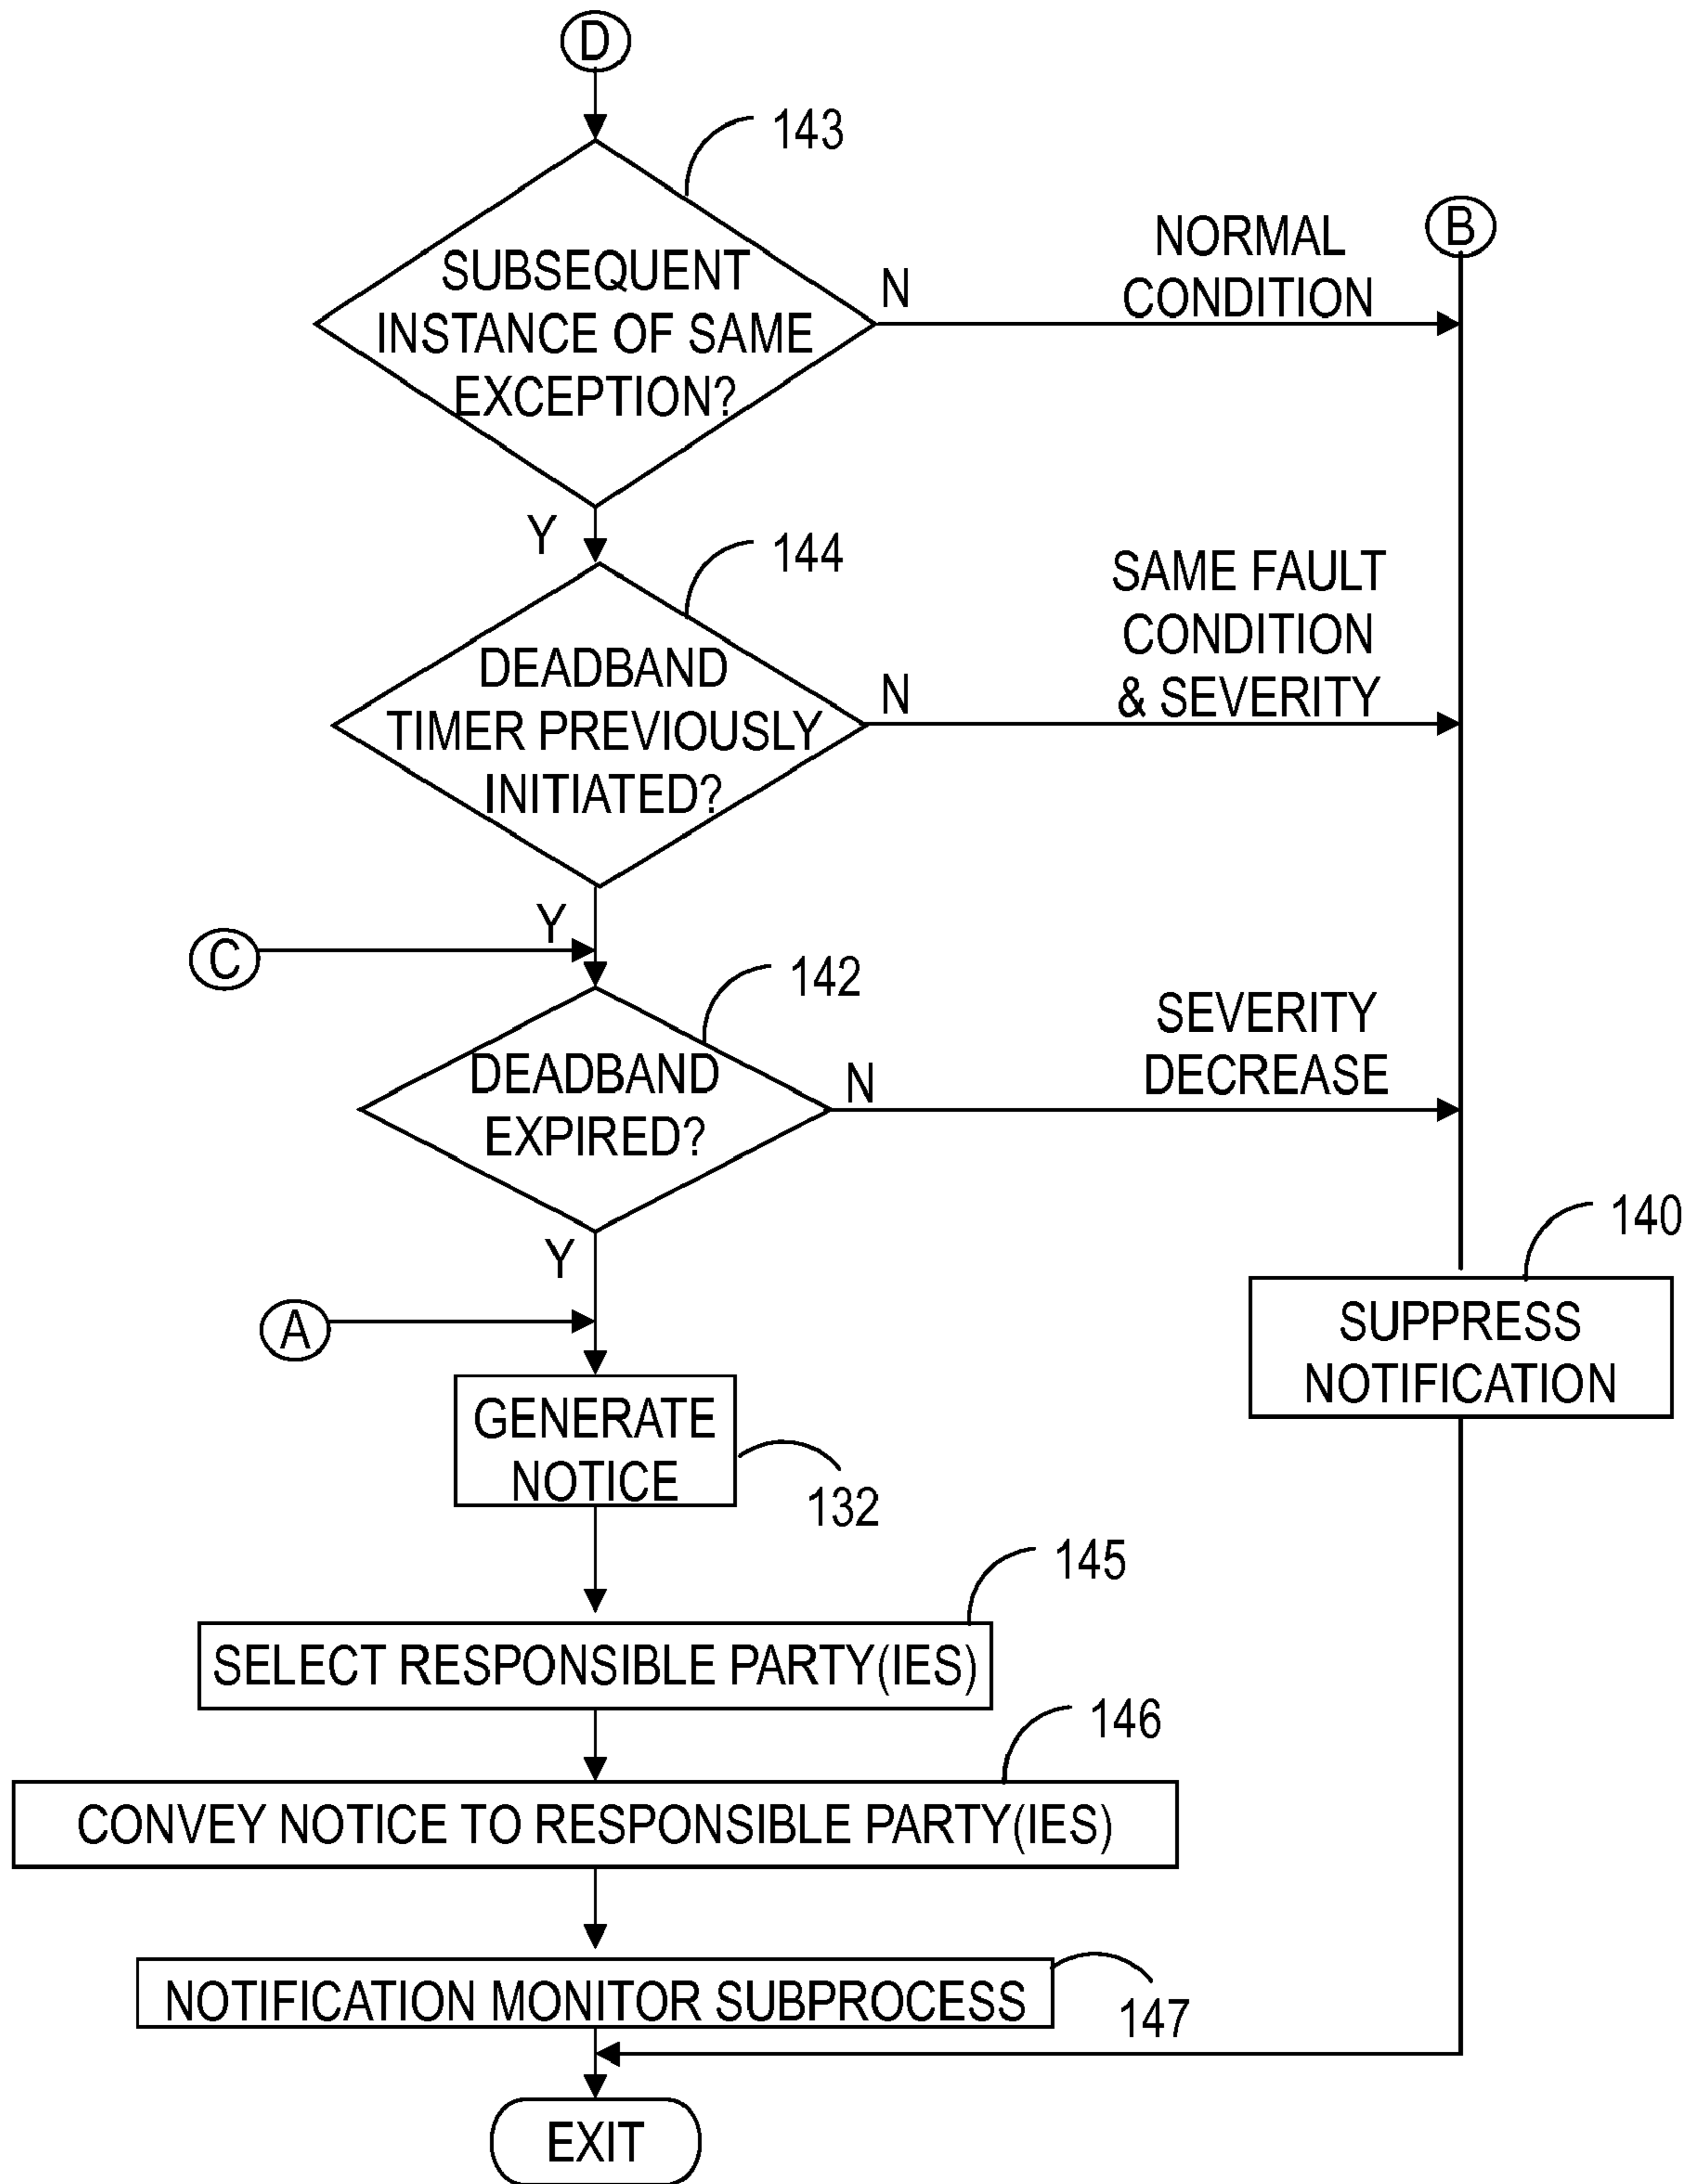 D
143
SUBSEQUENT
INSTANCE OF SAME
EXCEPTION?
N
NORMAL
CONDITION
B
Y
144
DEADBAND
TIMER PREVIOUSLY
INITIATED?
N
SAME FAULT
CONDITION
& SEVERITY
Y
C
142
DEADBAND
EXPIRED?
N
SEVERITY
DECREASE
Y
140
SUPPRESS
NOTIFICATION
A
GENERATE
NOTICE
132
145
SELECT RESPONSIBLE PARTY(IES)
146
CONVEY NOTICE TO RESPONSIBLE PARTY(IES)
NOTIFICATION MONITOR SUBPROCESS
147
EXIT